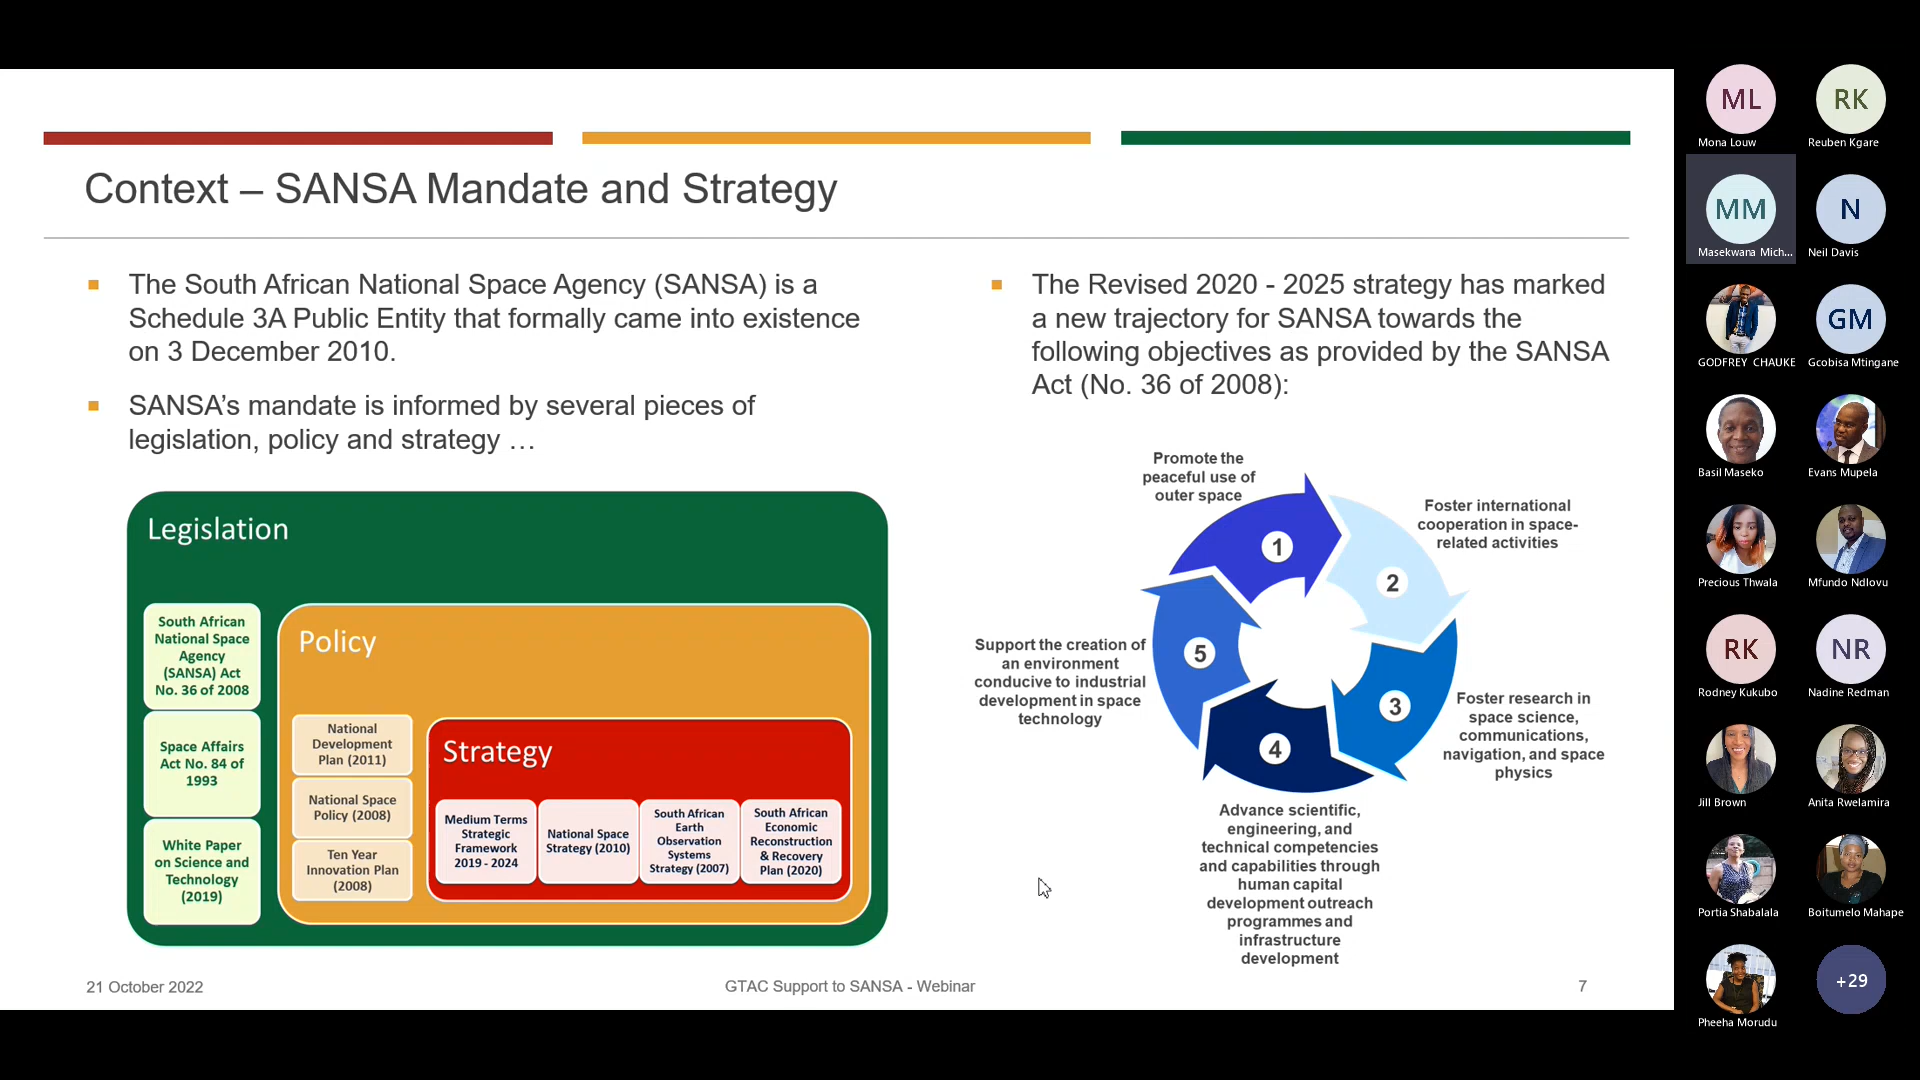 Context – SANSA Mandate and Strategy
The South African National Space Agency (SANSA) is a
Schedule 3A Public Entity that formally came into existence
on 3 December 2010.
SANSA’s mandate is informed by several pieces of
legislation, policy and strategy …
Legislation
South African
National Space
Agency
(SANSA) Act
No. 36 of 2008
Space Affairs
Act No. 84 of
1993
White Paper
on Science and
Technology
(2019)
Policy
National
Development
Plan (2011)
National Space
Policy (2008)
Ten Year
Innovation Plan
(2008)
Strategy
Medium Terms
Strategic
Framework
2019 - 2024
National Space
Strategy (2010)
South African
Earth
Observation
Systems
Strategy (2007)
South African
Economic
Reconstruction
& Recovery
Plan (2020)
The Revised 2020 - 2025 strategy has marked
a new trajectory for SANSA towards the
following objectives as provided by the SANSA
Act (No. 36 of 2008):
Promote the
peaceful use of
outer space
1
Foster international
cooperation in space-
related activities
2
Foster research in
space science,
communications,
navigation, and space
physics
3
Advance scientific,
engineering, and
technical competencies
and capabilities through
human capital
development outreach
programmes and
infrastructure
development
4
Support the creation of
an environment
conducive to industrial
development in space
technology
5
21 October 2022
GTAC Support to SANSA - Webinar
7
ML
Mona Louw
RK
Reuben Kgare
MM
Masekwana Mich...
N
Neil Davis
GODFREY CHAUKE
GM
Gcobisa Mtingane
Basil Maseko
Evans Mupela
Precious Thwala
Mfundo Ndlovu
RK
Rodney Kukubo
NR
Nadine Redman
Jill Brown
Anita Rwelamira
Portia Shabalala
Boitumelo Mahape
Pheeha Morudu
+29